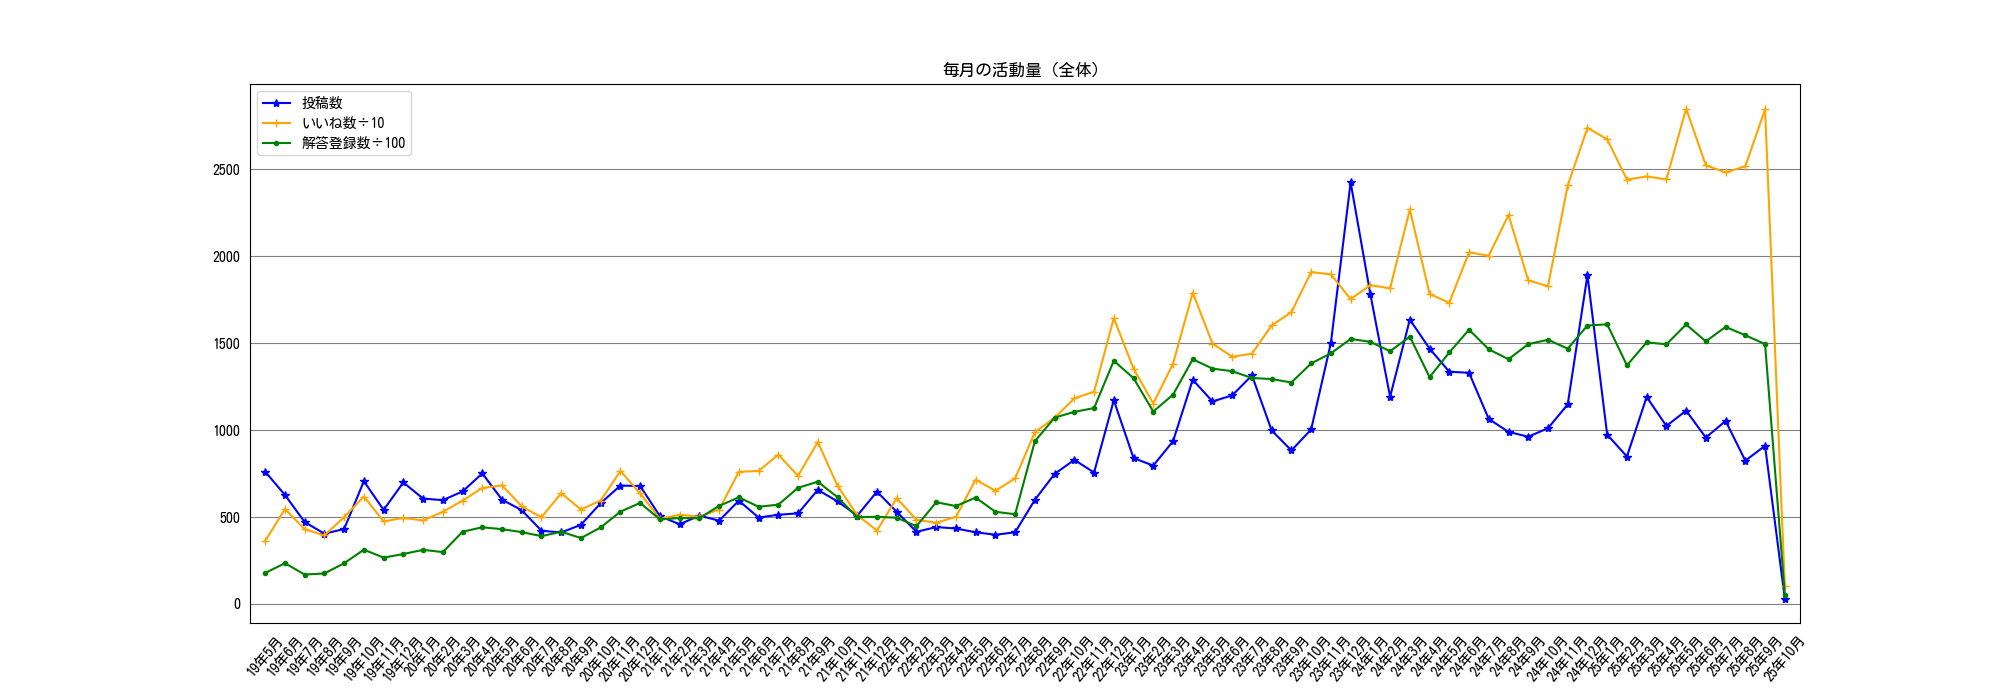 毎月の活動量（全体）
投稿数
いいね数÷10
解答登録数÷100
2500
2000
1500
1000
500
0
19年5月
19年6月
19年7月
19年8月
19年9月
19年10月
19年11月
19年12月
20年1月
20年2月
20年3月
20年4月
20年5月
20年6月
20年7月
20年8月
20年9月
20年10月
20年11月
20年12月
21年1月
21年2月
21年3月
21年4月
21年5月
21年6月
21年7月
21年8月
21年9月
21年10月
21年11月
21年12月
22年1月
22年2月
22年3月
22年4月
22年5月
22年6月
22年7月
22年8月
22年9月
22年10月
22年11月
22年12月
23年1月
23年2月
23年3月
23年4月
23年5月
23年6月
23年7月
23年8月
23年9月
23年10月
23年11月
23年12月
24年1月
24年2月
24年3月
24年4月
24年5月
24年6月
24年7月
24年8月
24年9月
24年10月
24年11月
24年12月
25年1月
25年2月
25年3月
25年4月
25年5月
25年6月
25年7月
25年8月
25年9月
25年10月